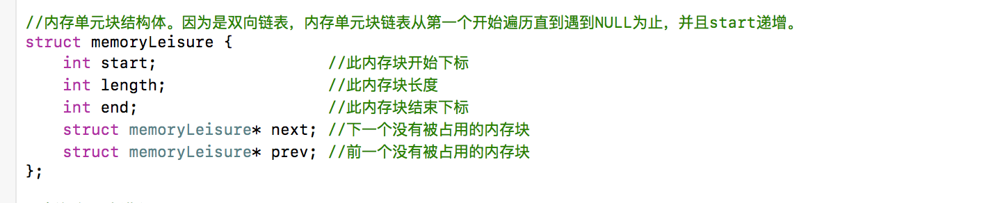 //内存单元块结构体。因为是双向链表，内存单元块链表从第一个开始遍历直到遇到NULL为止，并且start递增。
struct memoryLeisure {
    int start;                  //此内存块开始下标
    int length;                 //此内存块长度
    int end;                    //此内存块结束下标
    struct memoryLeisure* next; //下一个没有被占用的内存块
    struct memoryLeisure* prev; //前一个没有被占用的内存块
};